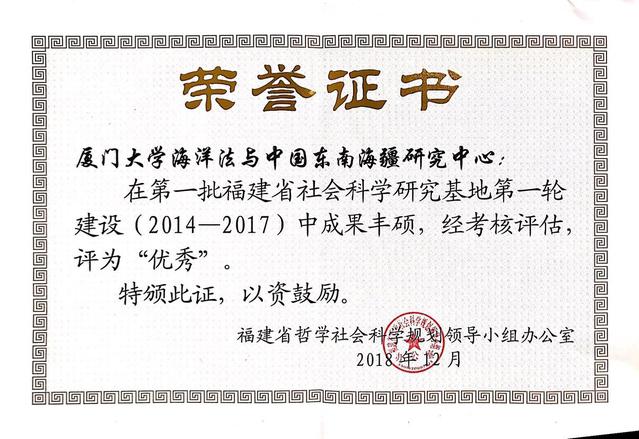 荣誉证书
厦门大学海洋法与中国东南海疆研究中心：
在第一批福建省社会科学研究基地第一轮
建设（2014—2017）中成果丰硕，经考核评估，
评为“优秀”。
特颁此证，以资鼓励。
福建省哲学社会科学规划领导小组办公室
2018年12月